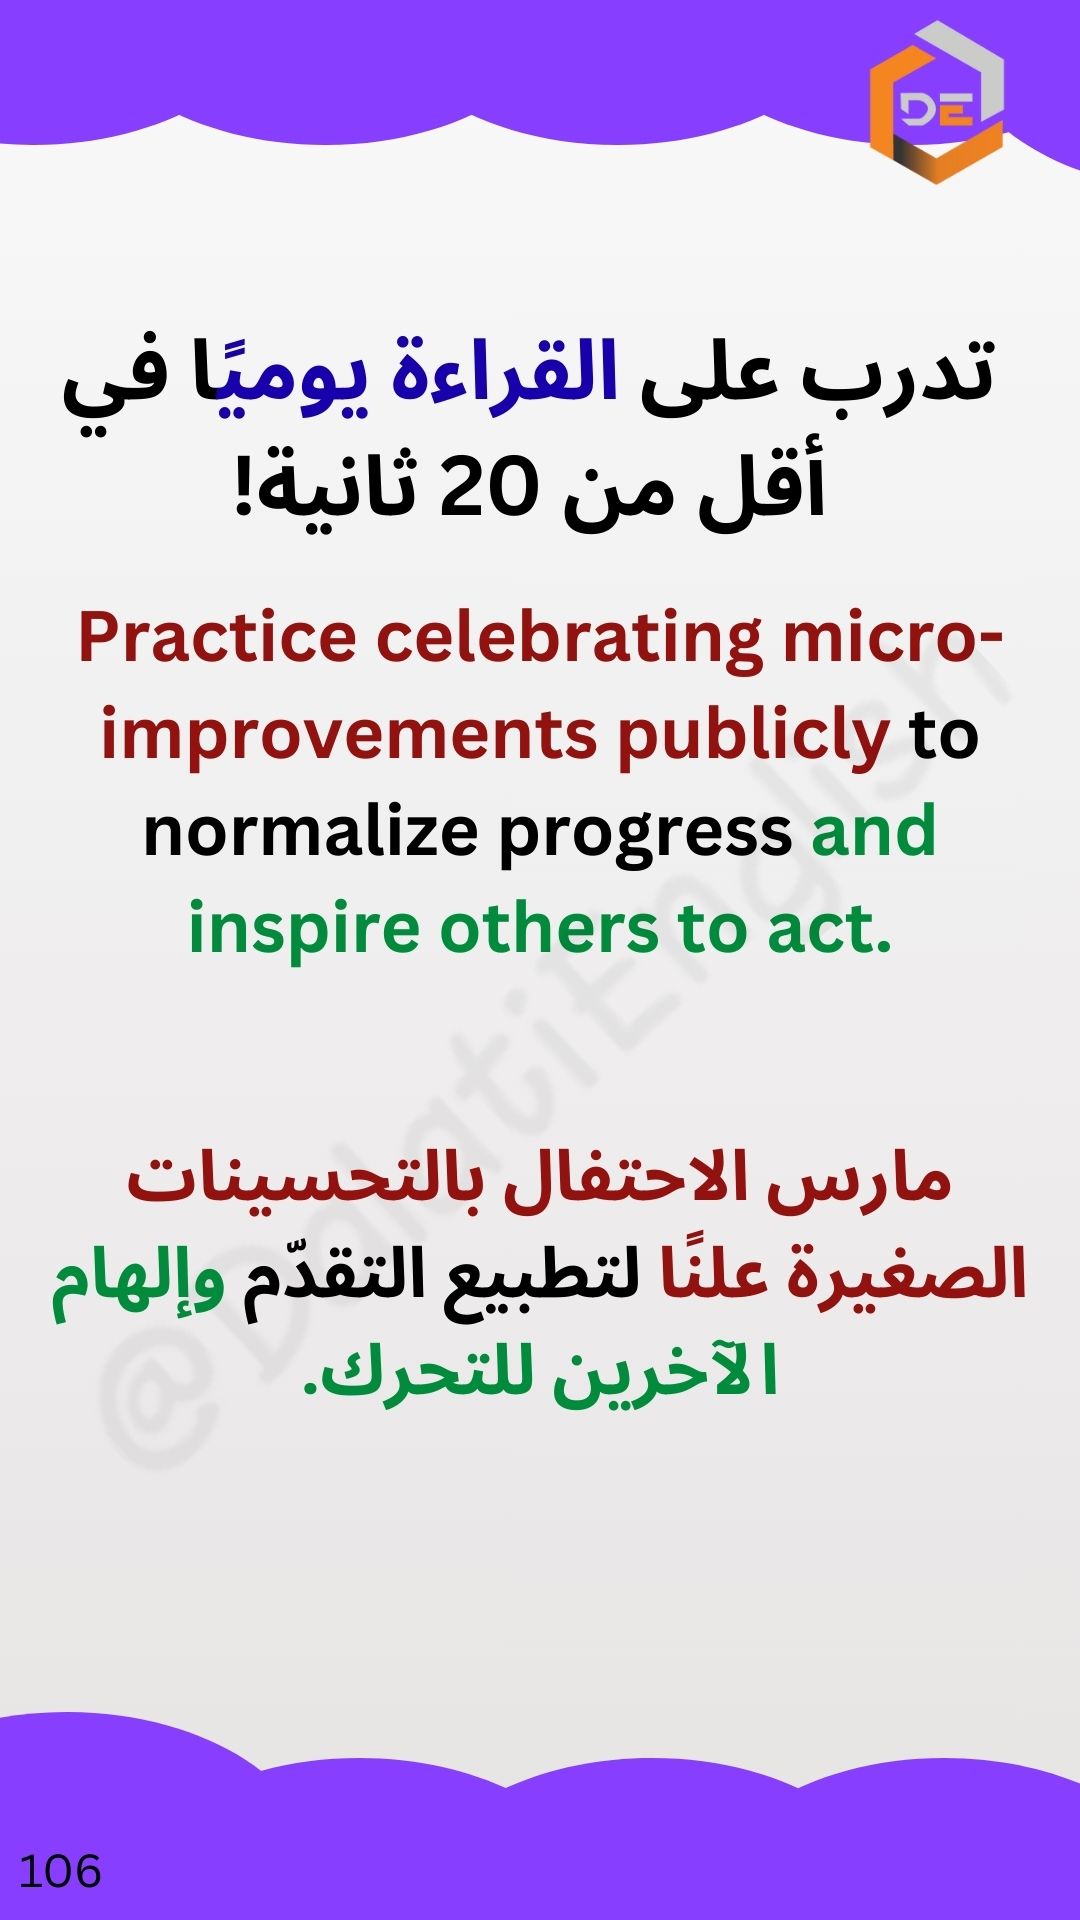 DE
تدرب على القراءة يوميًا في
أقل من 20 ثانية!
Practice celebrating micro-
improvements publicly to
normalize progress and
inspire others to act.
@DalatiEnglish
مارس الاحتفال بالتحسينات
الصغيرة علنًا لتطبيع التقدّم وإلهام
الآخرين للتحرك.
106